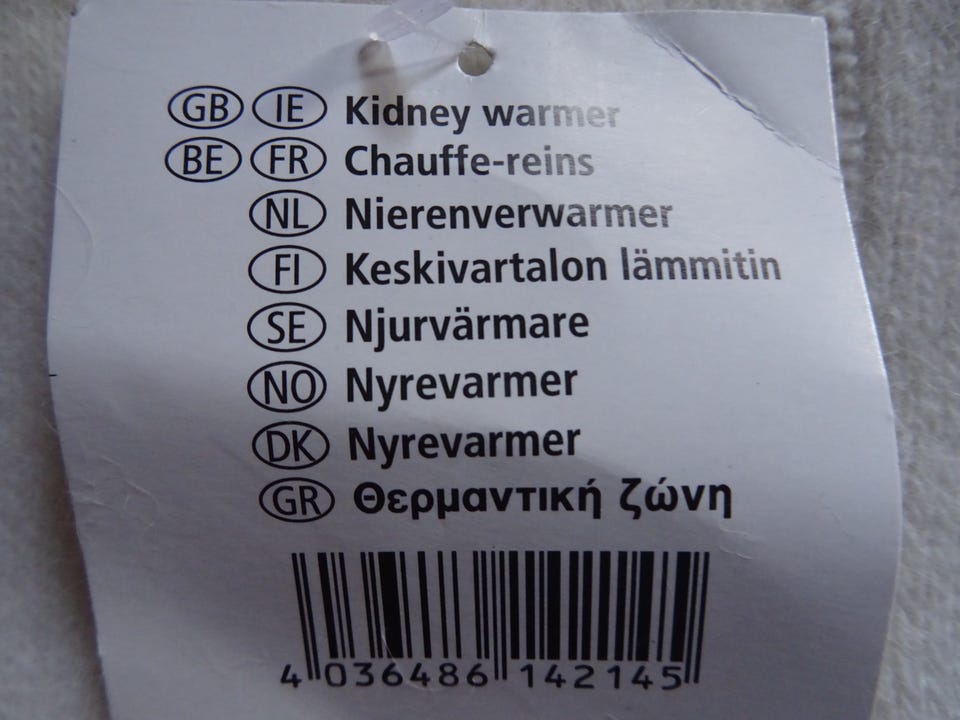 GB IE Kidney warmer
BE FR Chauffe-reins
NL Nierenverwarmer
FI Keskivartalon lämmitin
SE Njurvärmare
NO Nyrevarmer
DK Nyrevarmer
GR Θερμαντική ζώνη
4 036486 142145